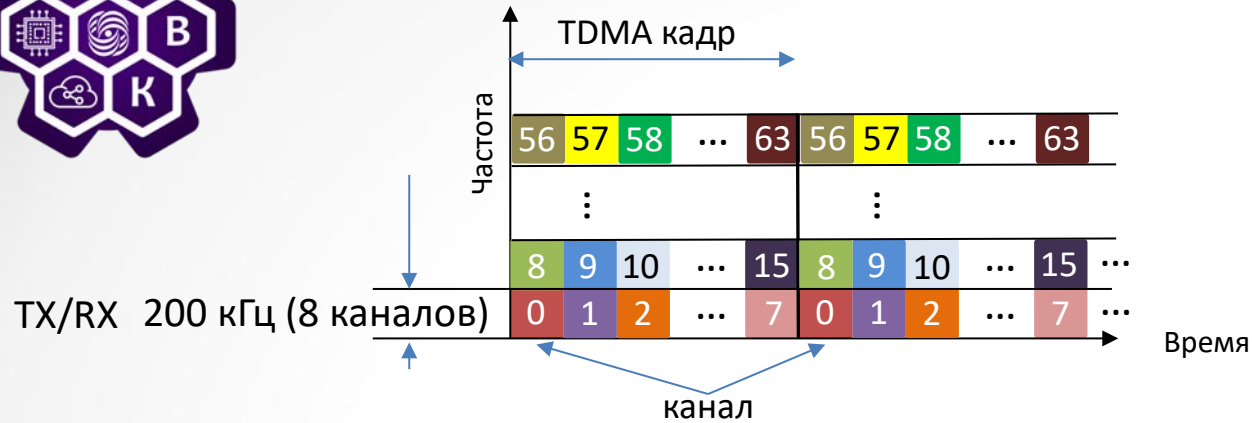 В
К
TDMA кадр
Частота
56 57 58 ... 63 56 57 58 ... 63
⋮ ⋮
8 9 10 ... 15 8 9 10 ... 15 ...
TX/RX 200 кГц (8 каналов) 0 1 2 ... 7 0 1 2 ... 7 ...
Время
канал